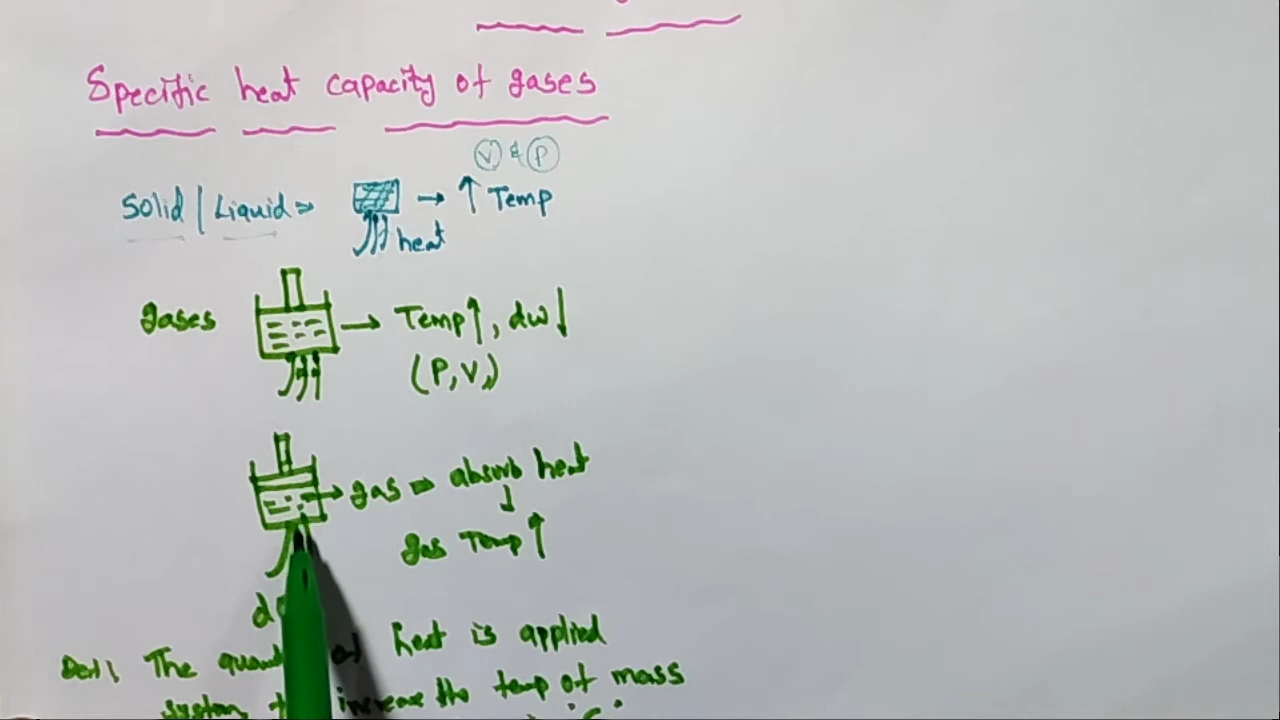 Specific heat capacity of gases
V & P
Solid | Liquid → ↑ Temp
heat
gases → Temp↑, dw↓
(P, V)
→ gas ⇒ absorb heat
↓
gas Temp ↑
The heat is applied
system increase the temp of mass